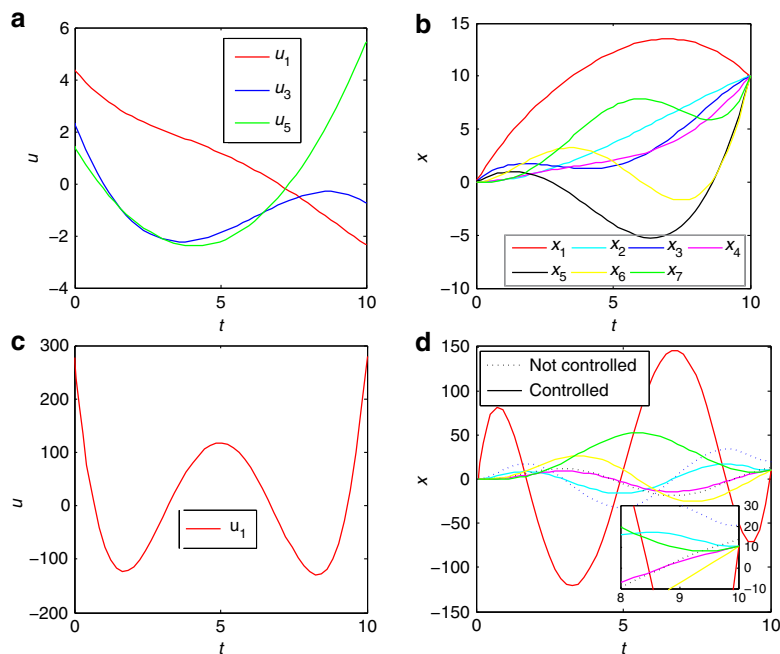 a
6
4
2
0
−2
−4
u
0
5
10
t
u1
u3
u5
b
15
10
5
0
−5
−10
x
0
5
10
t
x1
x2
x3
x4
x5
x6
x7
c
300
200
100
0
−100
−200
u
0
5
10
t
u1
d
150
100
50
0
−50
−100
−150
x
0
5
10
t
Not controlled
Controlled
30
20
10
0
−10
8
9
10